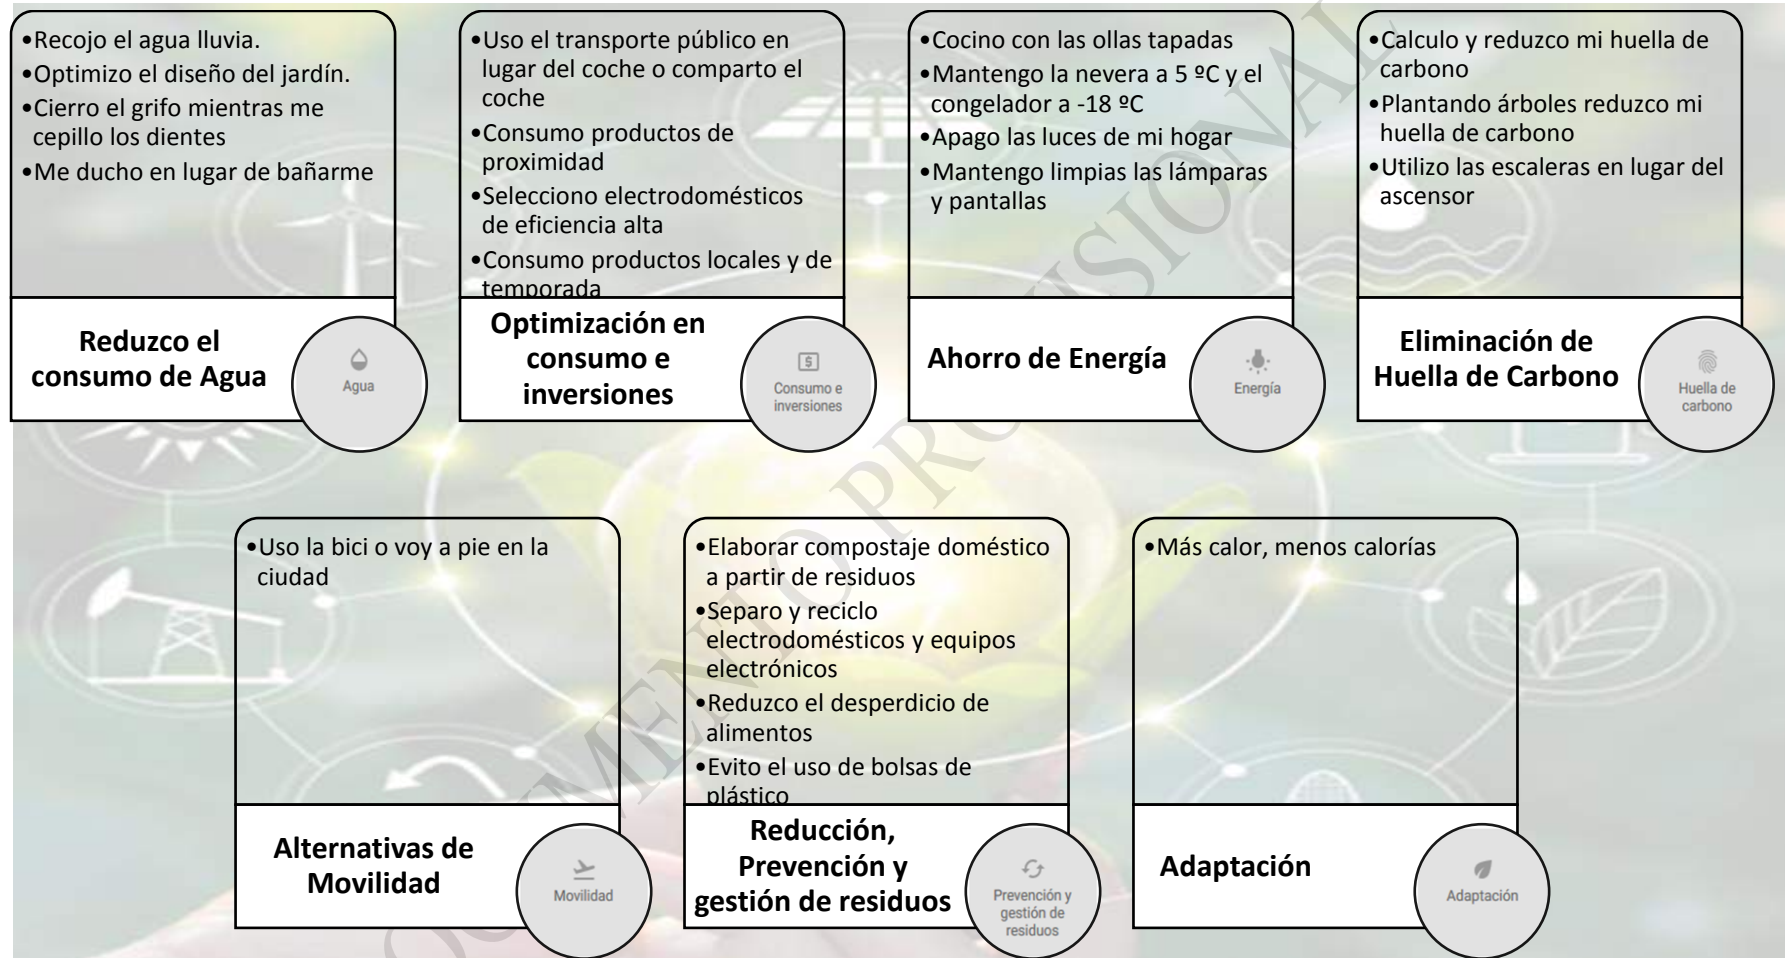 •Recojo el agua lluvia.
•Optimizo el diseño del jardín.
•Cierro el grifo mientras me
cepillo los dientes
•Me ducho en lugar de bañarme
Reduzco el
consumo de Agua
Agua
•Uso el transporte público en
lugar del coche o comparto el
coche
•Consumo productos de
proximidad
•Selecciono electrodomésticos
de eficiencia alta
•Consumo productos locales y de
temporada
Optimización en
consumo e
inversiones
Consumo e
inversiones
•Cocino con las ollas tapadas
•Mantengo la nevera a 5 ºC y el
congelador a -18 ºC
•Apago las luces de mi hogar
•Mantengo limpias las lámparas
y pantallas
Ahorro de Energía
Energía
•Calculo y reduzco mi huella de
carbono
•Plantando árboles reduzco mi
huella de carbono
•Utilizo las escaleras en lugar del
ascensor
Eliminación de
Huella de Carbono
Huella de
carbono
•Uso la bici o voy a pie en la
ciudad
Alternativas de
Movilidad
Movilidad
•Elaborar compostaje doméstico
a partir de residuos
•Separo y reciclo
electrodomésticos y equipos
electrónicos
•Reduzco el desperdicio de
alimentos
•Evito el uso de bolsas de
plástico
Reducción,
Prevención y
gestión de residuos
Prevención y
gestión de
residuos
•Más calor, menos calorías
Adaptación
Adaptación